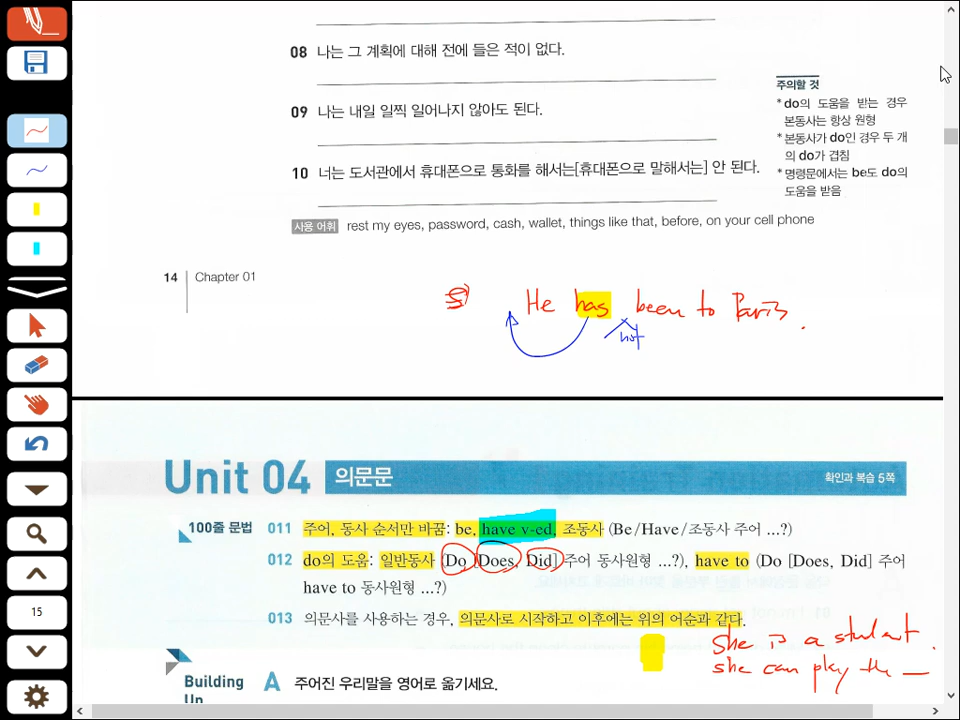 08 나는 그 계획에 대해 전에 들은 적이 없다.
09 나는 내일 일찍 일어나지 않아도 된다.
10 너는 도서관에서 휴대폰으로 통화를 해서는[휴대폰으로 말해서는] 안 된다.
사용 어휘 rest my eyes, password, cash, wallet, things like that, before, on your cell phone
주의할 것
* do의 도움을 받는 경우
본동사는 항상 원형
* 본동사가 do인 경우 두 개
의 do가 겹침
* 명령문에서는 be도 do의
도움을 받음
14 Chapter 01
He has been to Paris.
not
Unit 04 의문문
확인과 복습 5쪽
100줄 문법 011 주어, 동사 순서만 바꿈: be, have v-ed, 조동사 (Be/Have/조동사 주어 ...?)
012 do의 도움: 일반동사 (Do [Does, Did] 주어 동사원형 ...?), have to (Do [Does, Did] 주어
have to 동사원형 ...?)
013 의문사를 사용하는 경우, 의문사로 시작하고 이후에는 위의 어순과 같다.
she is a student.
she can play the
Building
Up
A 주어진 우리말을 영어로 옮기세요.
15